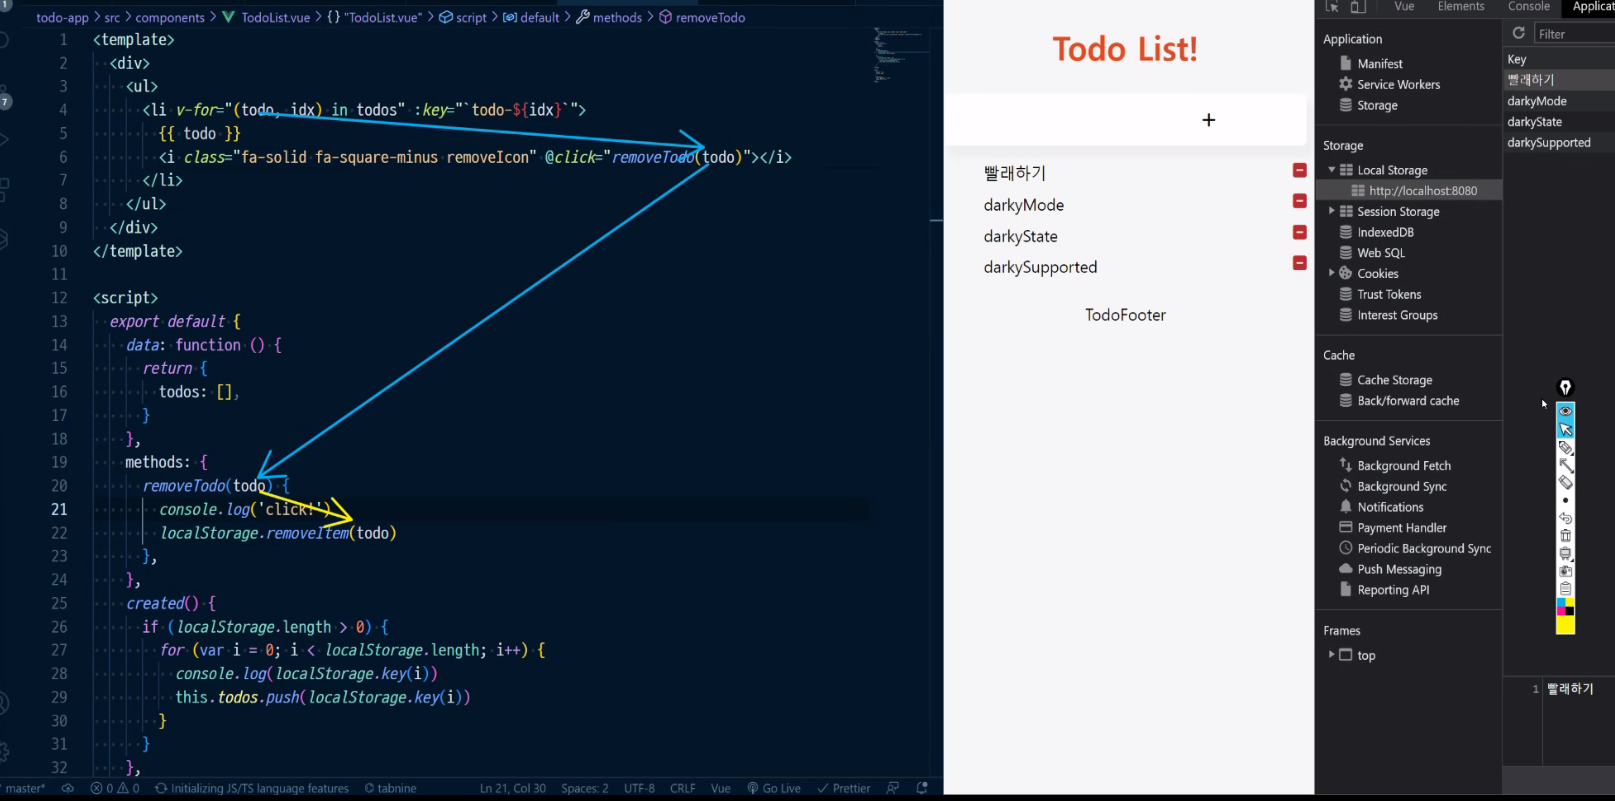 todo-app > src > components > TodoList.vue > {} "TodoList.vue" > script > default > methods > removeTodo
1 <template>
2 <div>
3 <ul>
4 <li v-for="(todo, idx) in todos" :key="`todo-${idx}`">
5 {{ todo }}
6 <i class="fa-solid fa-square-minus removeIcon" @click="removeTodo(todo)"></i>
7 </li>
8 </ul>
9 </div>
10 </template>
11
12 <script>
13 export default {
14 data: function () {
15 return {
16 todos: [],
17 }
18 },
19 methods: {
20 removeTodo(todo) {
21 console.log('click!')
22 localStorage.removeItem(todo)
23 },
24 },
25 created() {
26 if (localStorage.length > 0) {
27 for (var i = 0; i < localStorage.length; i++) {
28 console.log(localStorage.key(i))
29 this.todos.push(localStorage.key(i))
30 }
31 }
32 },
7
master* 0 0 Initializing JS/TS language features tabnine Ln 21, Col 30 Spaces: 2 UTF-8 CRLF Vue Go Live Prettier
Todo List!
+
빨래하기
darkyMode
darkyState
darkySupported
TodoFooter
Vue Elements Console
Application
Manifest
Service Workers
Storage
Storage
Local Storage
http://localhost:8080
Session Storage
IndexedDB
Web SQL
Cookies
Trust Tokens
Interest Groups
Cache
Cache Storage
Back/forward cache
Background Services
Background Fetch
Background Sync
Notifications
Payment Handler
Periodic Background Sync
Push Messaging
Reporting API
Frames
top
Filter
Key
빨래하기
darkyMode
darkyState
darkySupported
1 빨래하기